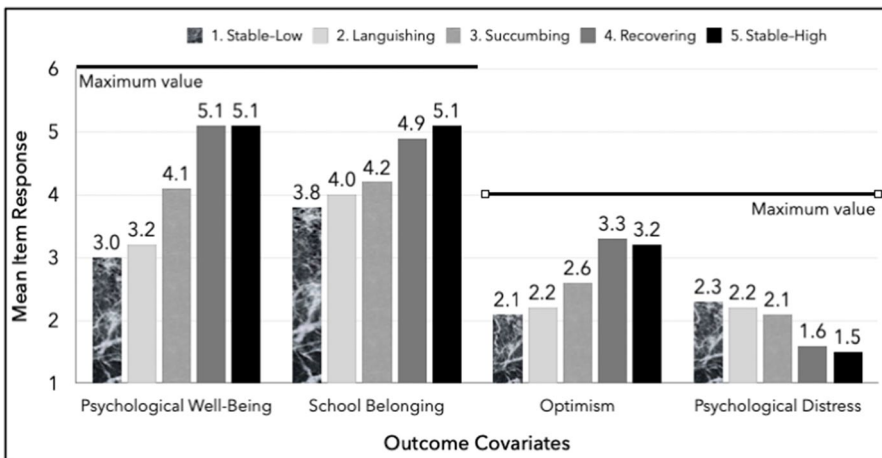 1. Stable-Low 2. Languishing 3. Succumbing 4. Recovering 5. Stable-High
Mean Item Response
6
5
4
3
2
1
Maximum value
3.0 3.2 4.1 5.1 5.1
3.8 4.0 4.2 4.9 5.1
Maximum value
2.1 2.2 2.6 3.3 3.2
2.3 2.2 2.1 1.6 1.5
Psychological Well-Being School Belonging Optimism Psychological Distress
Outcome Covariates